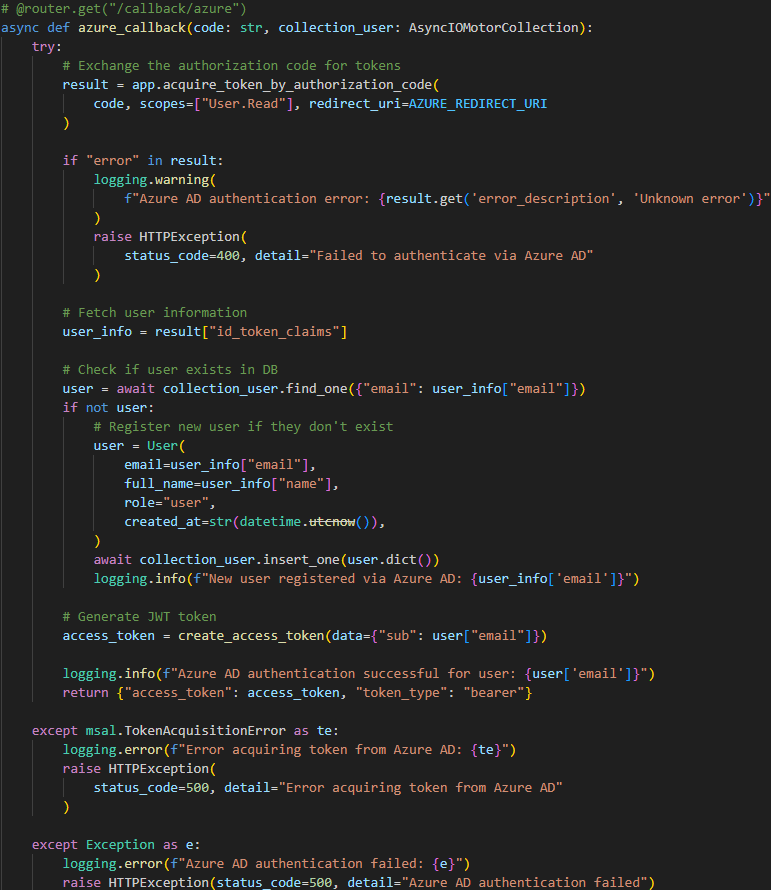 # @router.get("/callback/azure")
async def azure_callback(code: str, collection_user: AsyncIOMotorCollection):
    try:
        # Exchange the authorization code for tokens
        result = app.acquire_token_by_authorization_code(
            code, scopes=["User.Read"], redirect_uri=AZURE_REDIRECT_URI
        )

        if "error" in result:
            logging.warning(
                f"Azure AD authentication error: {result.get('error_description', 'Unknown error')}"
            )
            raise HTTPException(
                status_code=400, detail="Failed to authenticate via Azure AD"
            )

        # Fetch user information
        user_info = result["id_token_claims"]

        # Check if user exists in DB
        user = await collection_user.find_one({"email": user_info["email"]})
        if not user:
            # Register new user if they don't exist
            user = User(
                email=user_info["email"],
                full_name=user_info["name"],
                role="user",
                created_at=str(datetime.utcnow()),
            )
            await collection_user.insert_one(user.dict())
            logging.info(f"New user registered via Azure AD: {user_info['email']}")

        # Generate JWT token
        access_token = create_access_token(data={"sub": user["email"]})

        logging.info(f"Azure AD authentication successful for user: {user['email']}")
        return {"access_token": access_token, "token_type": "bearer"}

    except msal.TokenAcquisitionError as te:
        logging.error(f"Error acquiring token from Azure AD: {te}")
        raise HTTPException(
            status_code=500, detail="Error acquiring token from Azure AD"
        )

    except Exception as e:
        logging.error(f"Azure AD authentication failed: {e}")
        raise HTTPException(status_code=500, detail="Azure AD authentication failed")